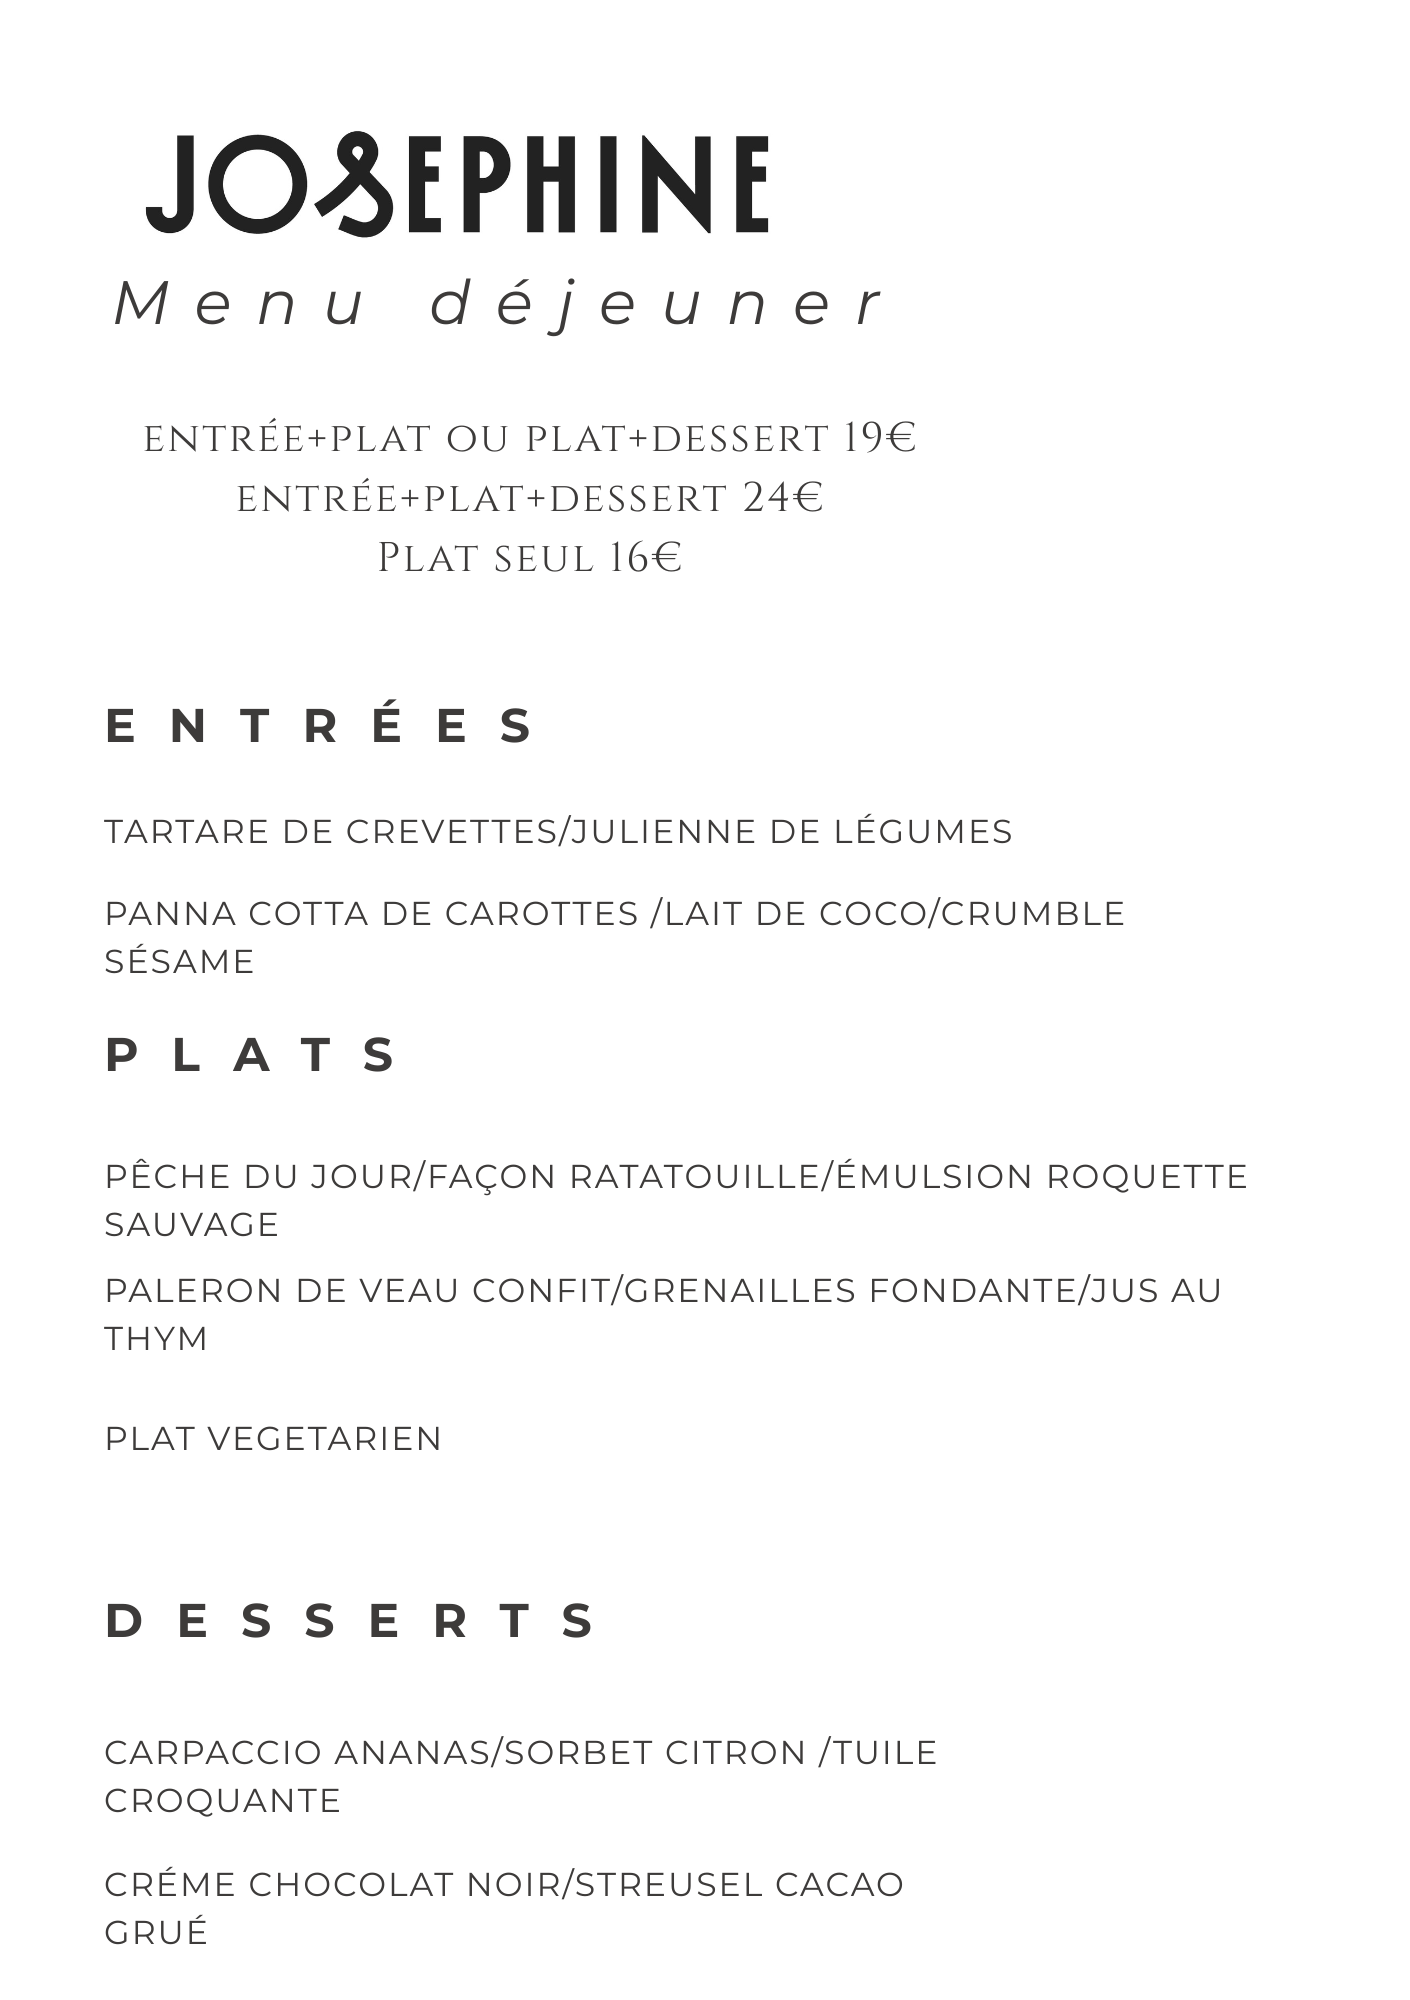 JOSEPHINE
Menu déjeuner
ENTRÉE+PLAT OU PLAT+DESSERT 19€
ENTRÉE+PLAT+DESSERT 24€
PLAT SEUL 16€
ENTRÉES
TARTARE DE CREVETTES/JULIENNE DE LÉGUMES
PANNA COTTA DE CAROTTES /LAIT DE COCO/CRUMBLE
SÉSAME
PLATS
PÊCHE DU JOUR/FAÇON RATATOUILLE/ÉMULSION ROQUETTE
SAUVAGE
PALERON DE VEAU CONFIT/GRENAILLES FONDANTE/JUS AU
THYM
PLAT VEGETARIEN
DESSERTS
CARPACCIO ANANAS/SORBET CITRON /TUILE
CROQUANTE
CRÉME CHOCOLAT NOIR/STREUSEL CACAO
GRUÉ